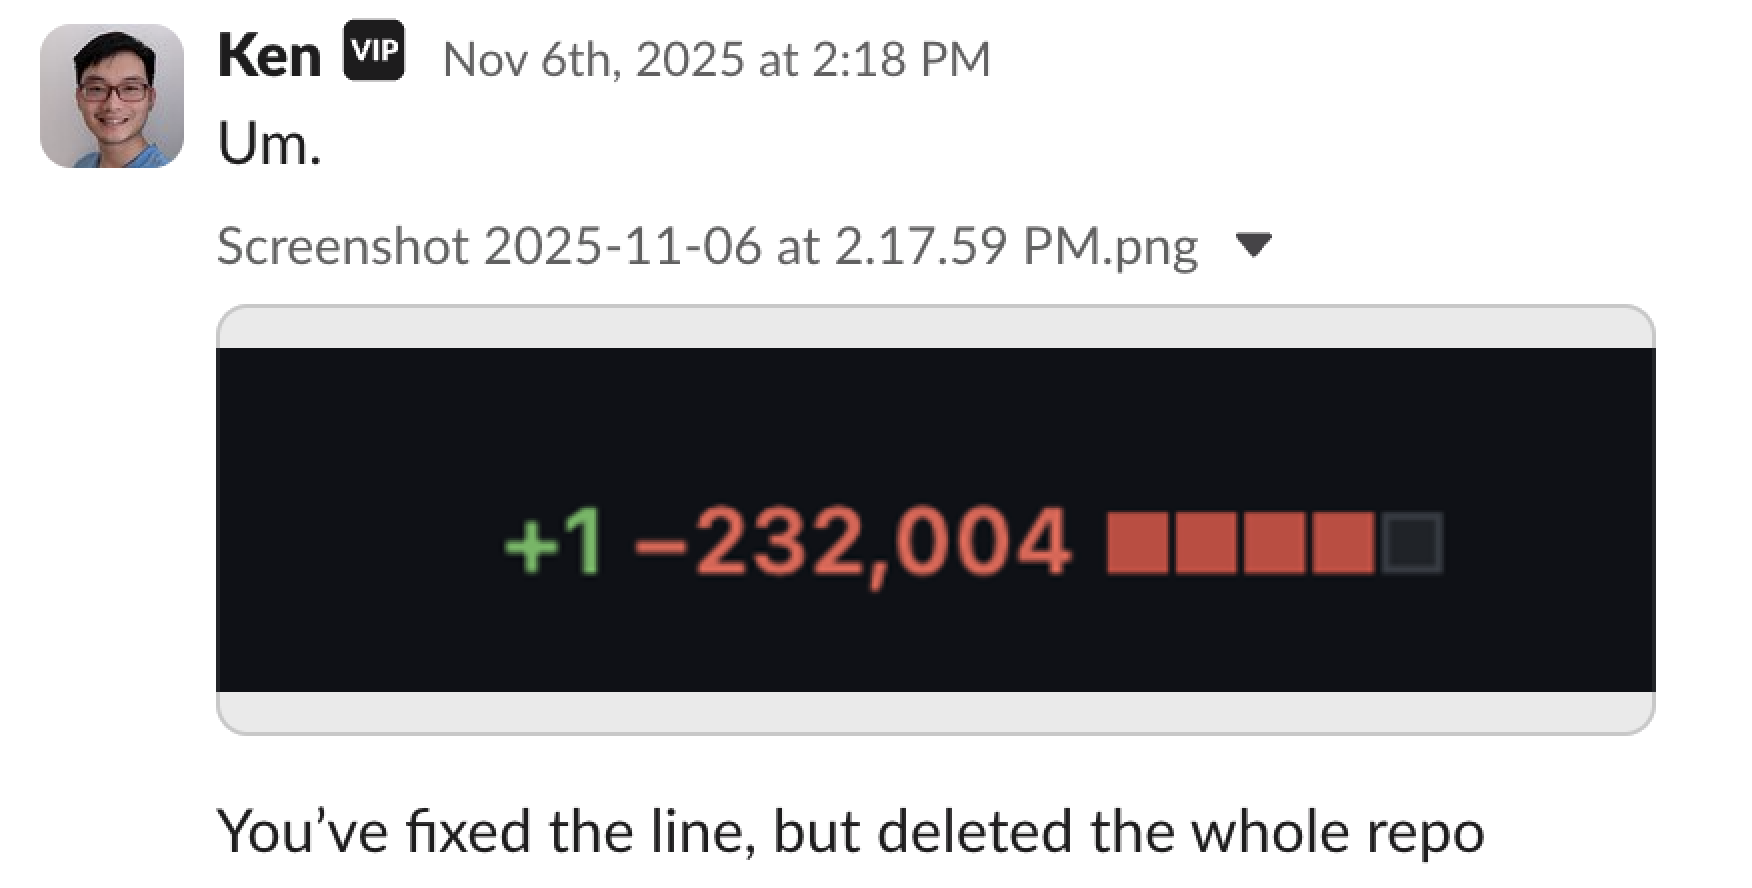 Ken VIP Nov 6th, 2025 at 2:18 PM
Um.
Screenshot 2025-11-06 at 2.17.59 PM.png
+1 −232,004
You’ve fixed the line, but deleted the whole repo